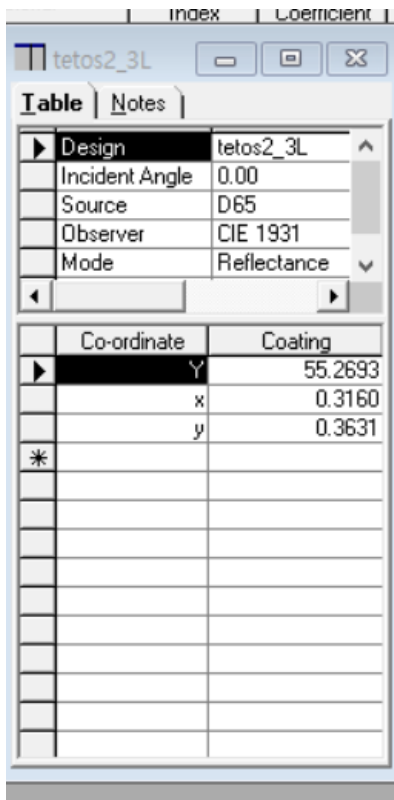 Index Coefficient
tetos2_3L
Table Notes
Design tetos2_3L
Incident Angle 0.00
Source D65
Observer CIE 1931
Mode Reflectance
Co-ordinate Coating
Y 55.2693
x 0.3160
y 0.3631